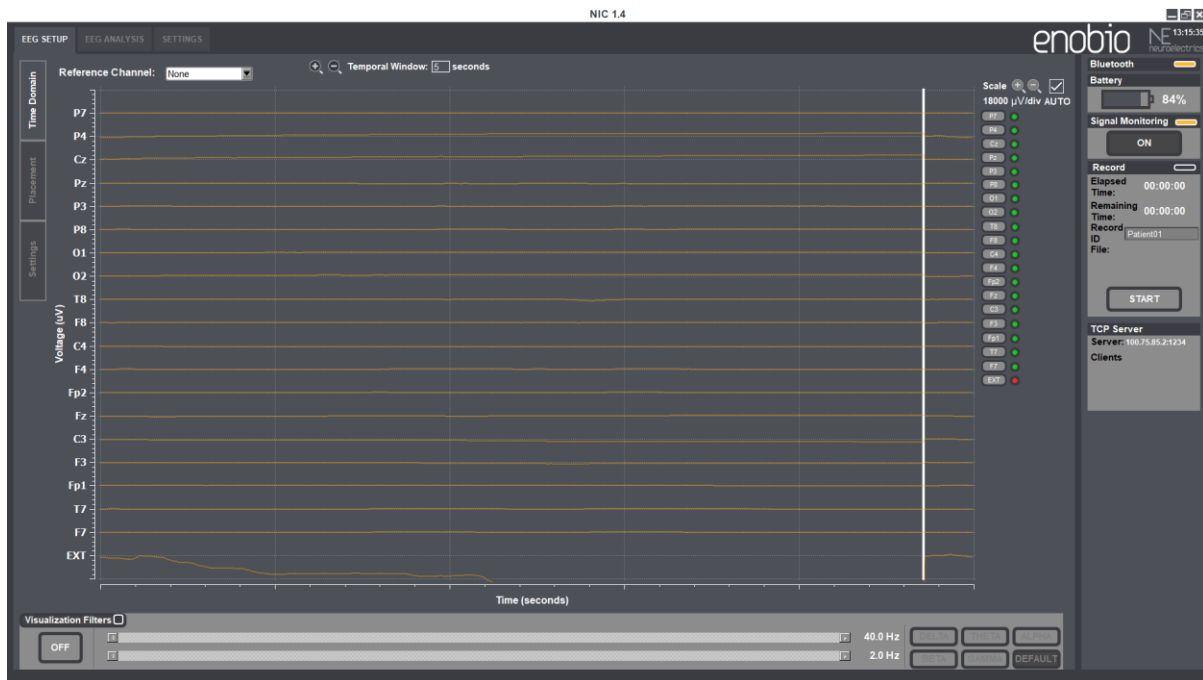 NIC 1.4
EEG SETUP EEG ANALYSIS SETTINGS
enobio NE 13:15:35
neuroelectrics
Reference Channel: None
Temporal Window: 5 seconds
Time Domain
Placement
Settings
Voltage (uV)
P7
P4
Cz
Pz
P3
P8
O1
O2
T8
F8
C4
F4
Fp2
Fz
C3
F3
Fp1
T7
F7
EXT
Time (seconds)
Scale
18000 µV/div AUTO
P7
P4
Cz
Pz
P3
P8
O1
O2
T8
F8
C4
F4
Fp2
Fz
C3
F3
Fp1
T7
F7
EXT
Bluetooth
Battery
84%
Signal Monitoring
ON
Record
Elapsed Time: 00:00:00
Remaining Time: 00:00:00
Record ID File: Patient01
START
TCP Server
Server: 100.75.85.2:1234
Clients
Visualization Filters
OFF
40.0 Hz
2.0 Hz
DELTA THETA ALPHA
BETA GAMMA DEFAULT